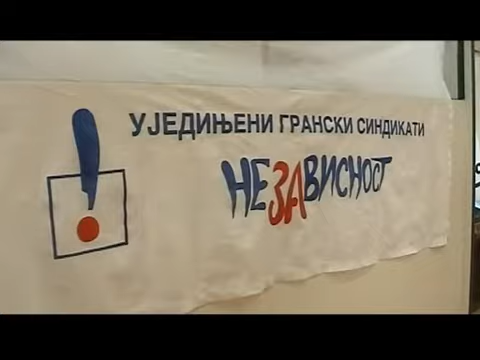 УЈЕДИЊЕНИ ГРАНСКИ СИНДИКАТИ
НЕЗАВИСНОСТ